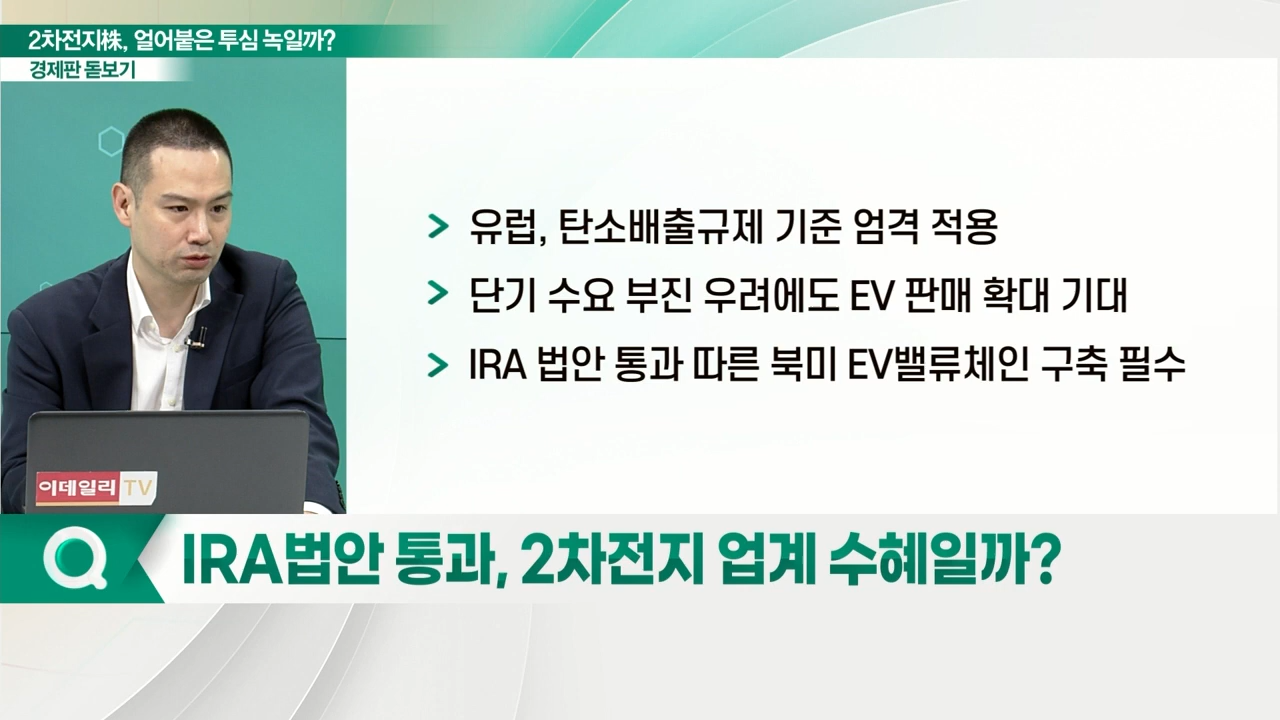 2차전지株, 얼어붙은 투심 녹일까?
경제판 돋보기
유럽, 탄소배출규제 기준 엄격 적용
단기 수요 부진 우려에도 EV 판매 확대 기대
IRA 법안 통과 따른 북미 EV밸류체인 구축 필수
이데일리 TV
Q IRA법안 통과, 2차전지 업계 수혜일까?